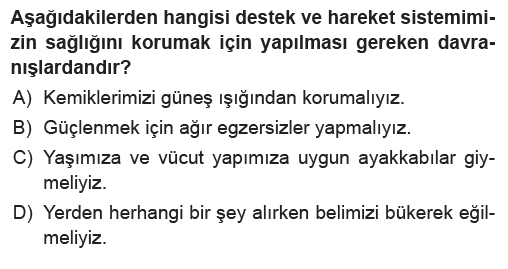 Aşağıdakilerden hangisi destek ve hareket sistemimi-
zin sağlığını korumak için yapılması gereken davra-
nışlardandır?
A) Kemiklerimizi güneş ışığından korumalıyız.
B) Güçlenmek için ağır egzersizler yapmalıyız.
C) Yaşımıza ve vücut yapımıza uygun ayakkabılar giy-
meliyiz.
D) Yerden herhangi bir şey alırken belimizi bükerek eğil-
meliyiz.